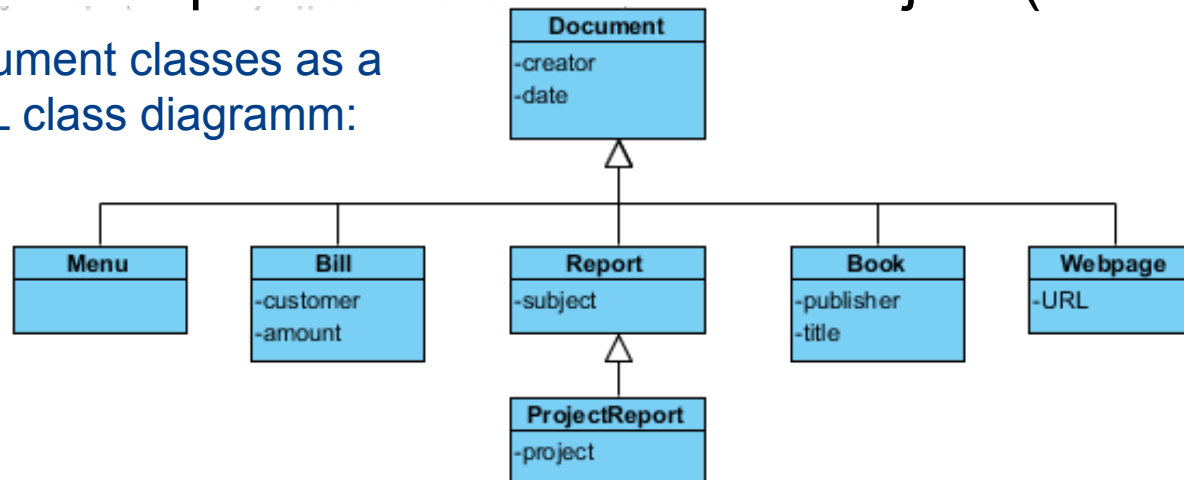 ument classes as a
L class diagramm:
Document
-creator
-date
Menu
Bill
-customer
-amount
Report
-subject
Book
-publisher
-title
Webpage
-URL
ProjectReport
-project